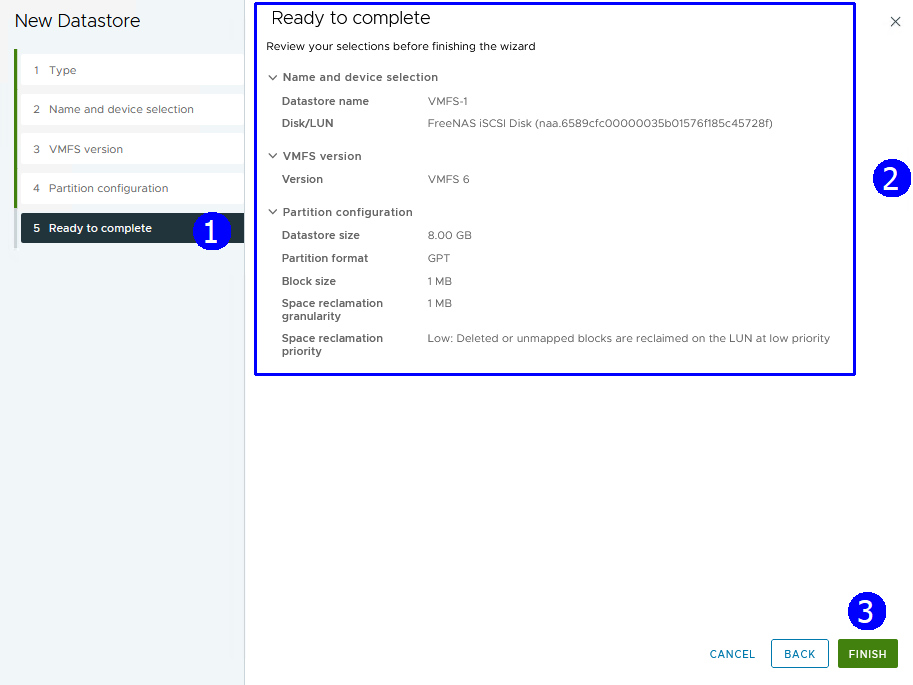 New Datastore
1 Type
2 Name and device selection
3 VMFS version
4 Partition configuration
5 Ready to complete
1
Ready to complete
Review your selections before finishing the wizard
Name and device selection
Datastore name VMFS-1
Disk/LUN FreeNAS iSCSI Disk (naa.6589cfc00000035b01576f185c45728f)
VMFS version
Version VMFS 6
Partition configuration
Datastore size 8.00 GB
Partition format GPT
Block size 1 MB
Space reclamation 1 MB
granularity
Space reclamation Low: Deleted or unmapped blocks are reclaimed on the LUN at low priority
priority
2
3
CANCEL BACK FINISH